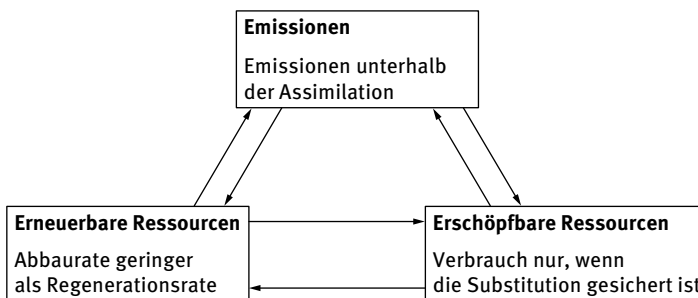 Emissionen
Emissionen unterhalb
der Assimilation
Erneuerbare Ressourcen
Abbaurate geringer
als Regenerationsrate
Erschöpfbare Ressourcen
Verbrauch nur, wenn
die Substitution gesichert ist